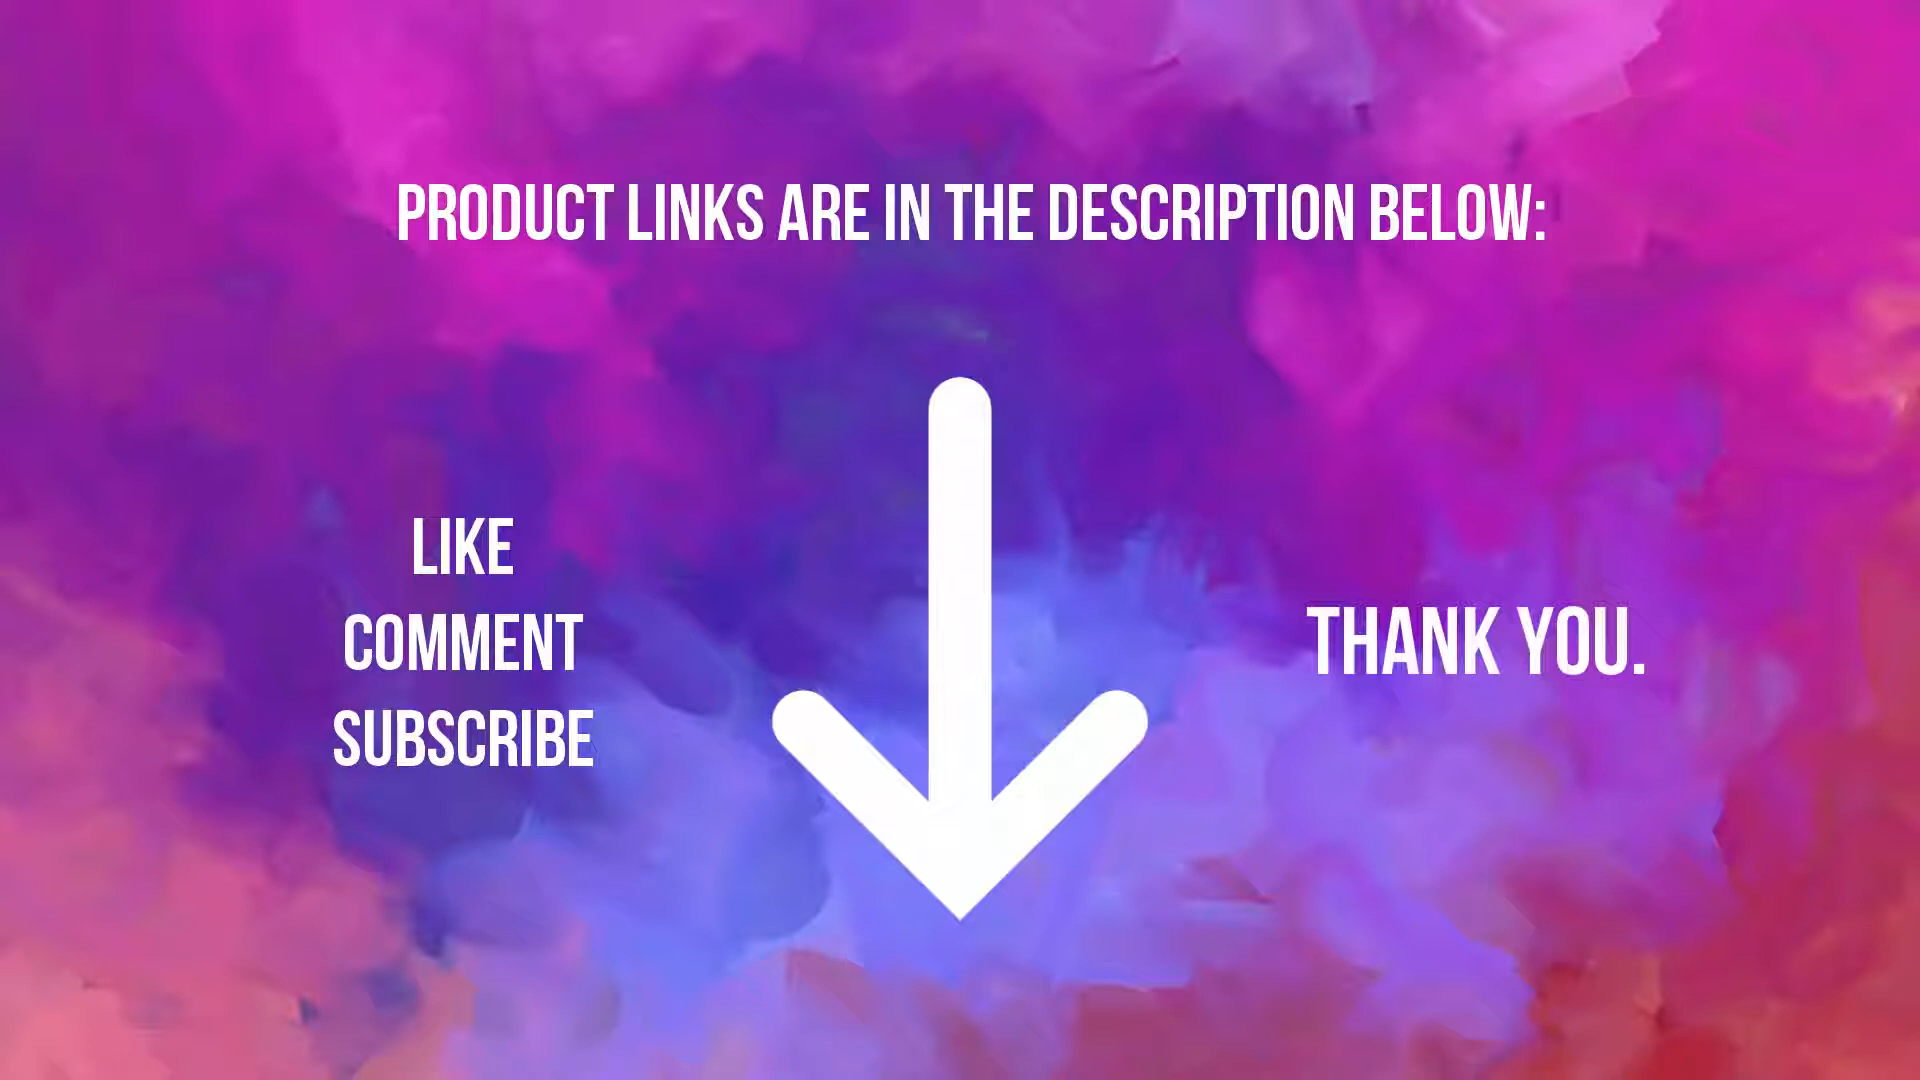 PRODUCT LINKS ARE IN THE DESCRIPTION BELOW:
LIKE
COMMENT
SUBSCRIBE
THANK YOU.